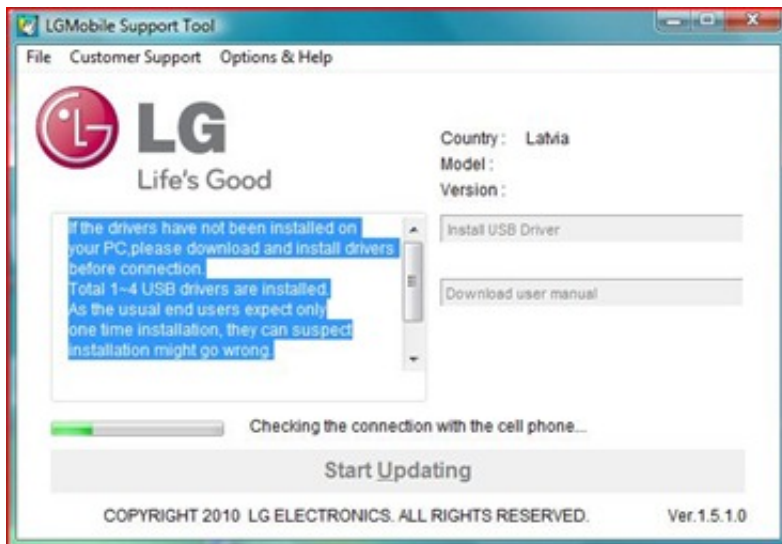 LGMobile Support Tool
File Customer Support Options & Help
LG
Life's Good
Country : Latvia
Model :
Version :
If the drivers have not been installed on
your PC,please download and install drivers
before connection.
Total 1~4 USB drivers are installed.
As the usual end users expect only
one time installation, they can suspect
installation might go wrong.
Install USB Driver
Download user manual
Checking the connection with the cell phone...
Start Updating
COPYRIGHT 2010 LG ELECTRONICS. ALL RIGHTS RESERVED. Ver.1.5.1.0